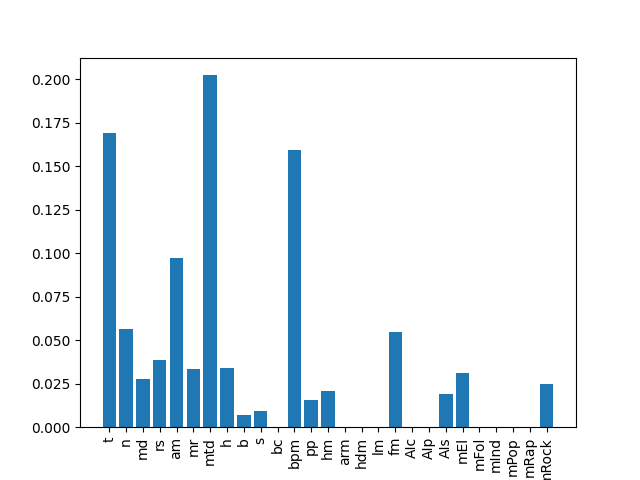 0.200
0.175
0.150
0.125
0.100
0.075
0.050
0.025
0.000
t
n
md
rs
am
mr
mtd
h
b
s
bc
bpm
pp
hm
arm
hdm
lm
fm
Alc
Alp
Als
mEl
mFol
mInd
mPop
mRap
mRock